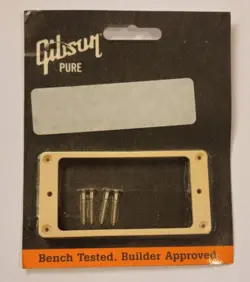 Gibson
PURE
Bench Tested. Builder Approved.